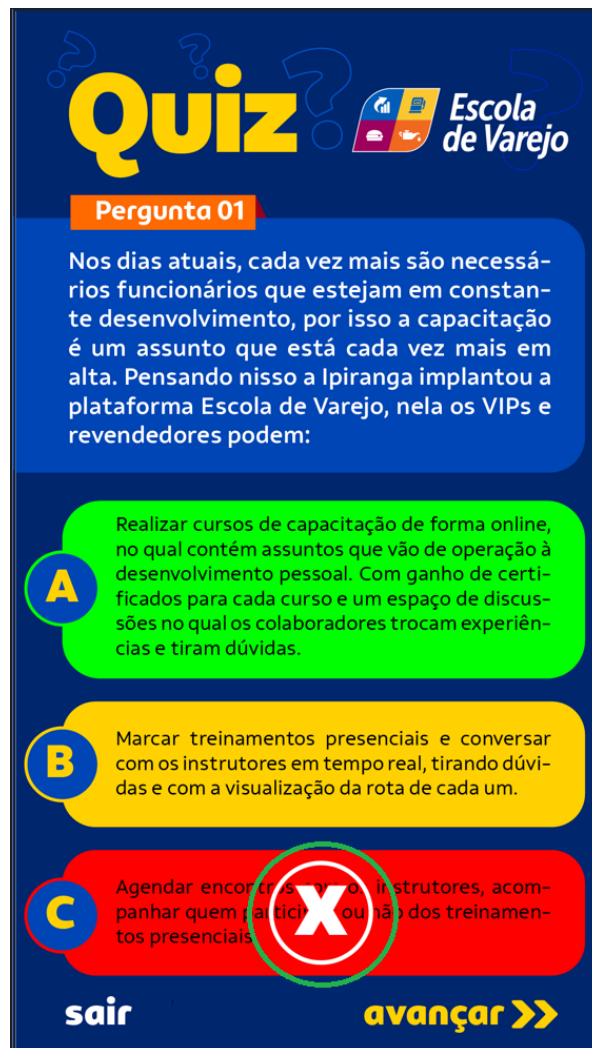 Quiz
Escola
de Varejo
Pergunta 01
Nos dias atuais, cada vez mais são necessá-
rios funcionários que estejam em constan-
te desenvolvimento, por isso a capacitação
é um assunto que está cada vez mais em
alta. Pensando nisso a Ipiranga implantou a
plataforma Escola de Varejo, nela os VIPs e
revendedores podem:
A
Realizar cursos de capacitação de forma online,
no qual contém assuntos que vão de operação à
desenvolvimento pessoal. Com ganho de certi-
ficados para cada curso e um espaço de discus-
sões no qual os colaboradores trocam experiên-
cias e tiram dúvidas.
B
Marcar treinamentos presenciais e conversar
com os instrutores em tempo real, tirando dúvi-
das e com a visualização da rota de cada um.
C
Agendar encontros instrutores, acom-
panhar quem ou não dos treinamen-
tos presenciais
X
sair
avançar >>